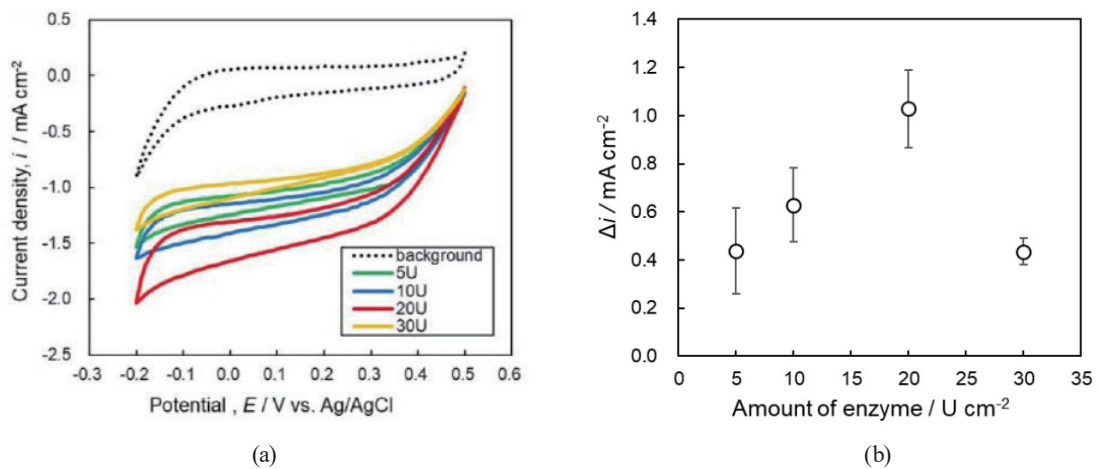 0.5
0.0
-0.5
-1.0
-1.5
-2.0
-2.5
Current density, i / mA cm-2
background
5U
10U
20U
30U
-0.3 -0.2 -0.1 0.0 0.1 0.2 0.3 0.4 0.5 0.6
Potential , E / V vs. Ag/AgCl
(a)
1.4
1.2
1.0
0.8
0.6
0.4
0.2
0.0
Δi / mA cm-2
0 5 10 15 20 25 30 35
Amount of enzyme / U cm-2
(b)